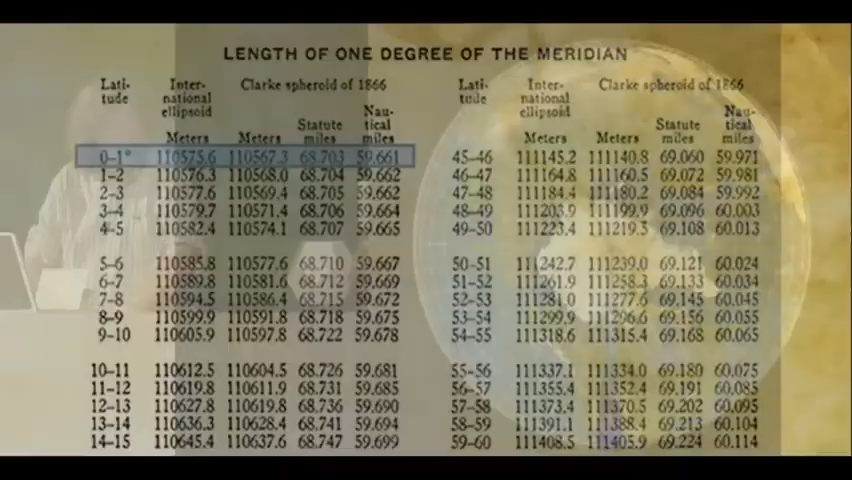 LENGTH OF ONE DEGREE OF THE MERIDIAN
Lati- Inter- Clarke spheroid of 1866 Lati- Inter- Clarke spheroid of 1866
tude national tude national
ellipsoid Nau- ellipsoid Nau-
Statute tical Statute tical
Meters Meters miles miles Meters Meters miles miles
0–1° 110575.6 110567.3 68.703 59.661 45–46 111145.2 111140.8 69.060 59.971
1–2 110576.3 110568.0 68.704 59.662 46–47 111164.8 111160.5 69.072 59.981
2–3 110577.6 110569.4 68.705 59.662 47–48 111184.4 111180.2 69.084 59.992
3–4 110579.7 110571.4 68.706 59.664 48–49 111203.9 111199.9 69.096 60.003
4–5 110582.4 110574.1 68.707 59.665 49–50 111223.4 111219.5 69.108 60.013
5–6 110585.8 110577.6 68.710 59.667 50–51 111242.7 111239.0 69.121 60.024
6–7 110589.8 110581.6 68.712 59.669 51–52 111261.9 111258.3 69.133 60.034
7–8 110594.5 110586.4 68.715 59.672 52–53 111281.0 111277.6 69.145 60.045
8–9 110599.9 110591.8 68.718 59.675 53–54 111299.9 111296.6 69.156 60.055
9–10 110605.9 110597.8 68.722 59.678 54–55 111318.6 111315.4 69.168 60.065
10–11 110612.5 110604.5 68.726 59.681 55–56 111337.1 111334.0 69.180 60.075
11–12 110619.8 110611.9 68.731 59.685 56–57 111355.4 111352.4 69.191 60.085
12–13 110627.8 110619.8 68.736 59.690 57–58 111373.4 111370.5 69.202 60.095
13–14 110636.3 110628.4 68.741 59.694 58–59 111391.1 111388.4 69.213 60.104
14–15 110645.4 110637.6 68.747 59.699 59–60 111408.5 111405.9 69.224 60.114